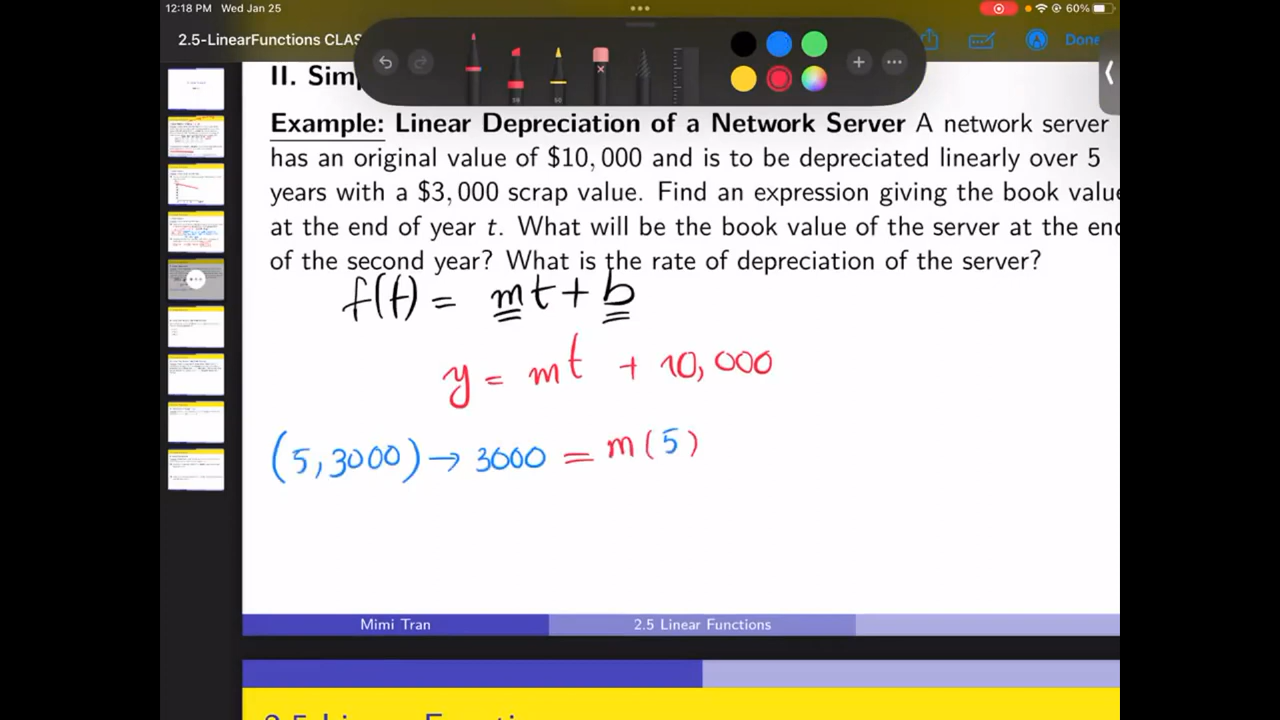 12:18 PM Wed Jan 25
60%
2.5-LinearFunctions CLAS
Done
II. Sim
Example: Linear Depreciation of a Network Server A network server
has an original value of $10,000 and is to be depreciated linearly over 5
years with a $3,000 scrap value. Find an expression giving the book value
at the end of year t. What will be the book value of the server at the end
of the second year? What is the rate of depreciation of the server?
f(t) = mt + b
y = mt + 10,000
(5,3000) → 3000 = m(5)
Mimi Tran
2.5 Linear Functions